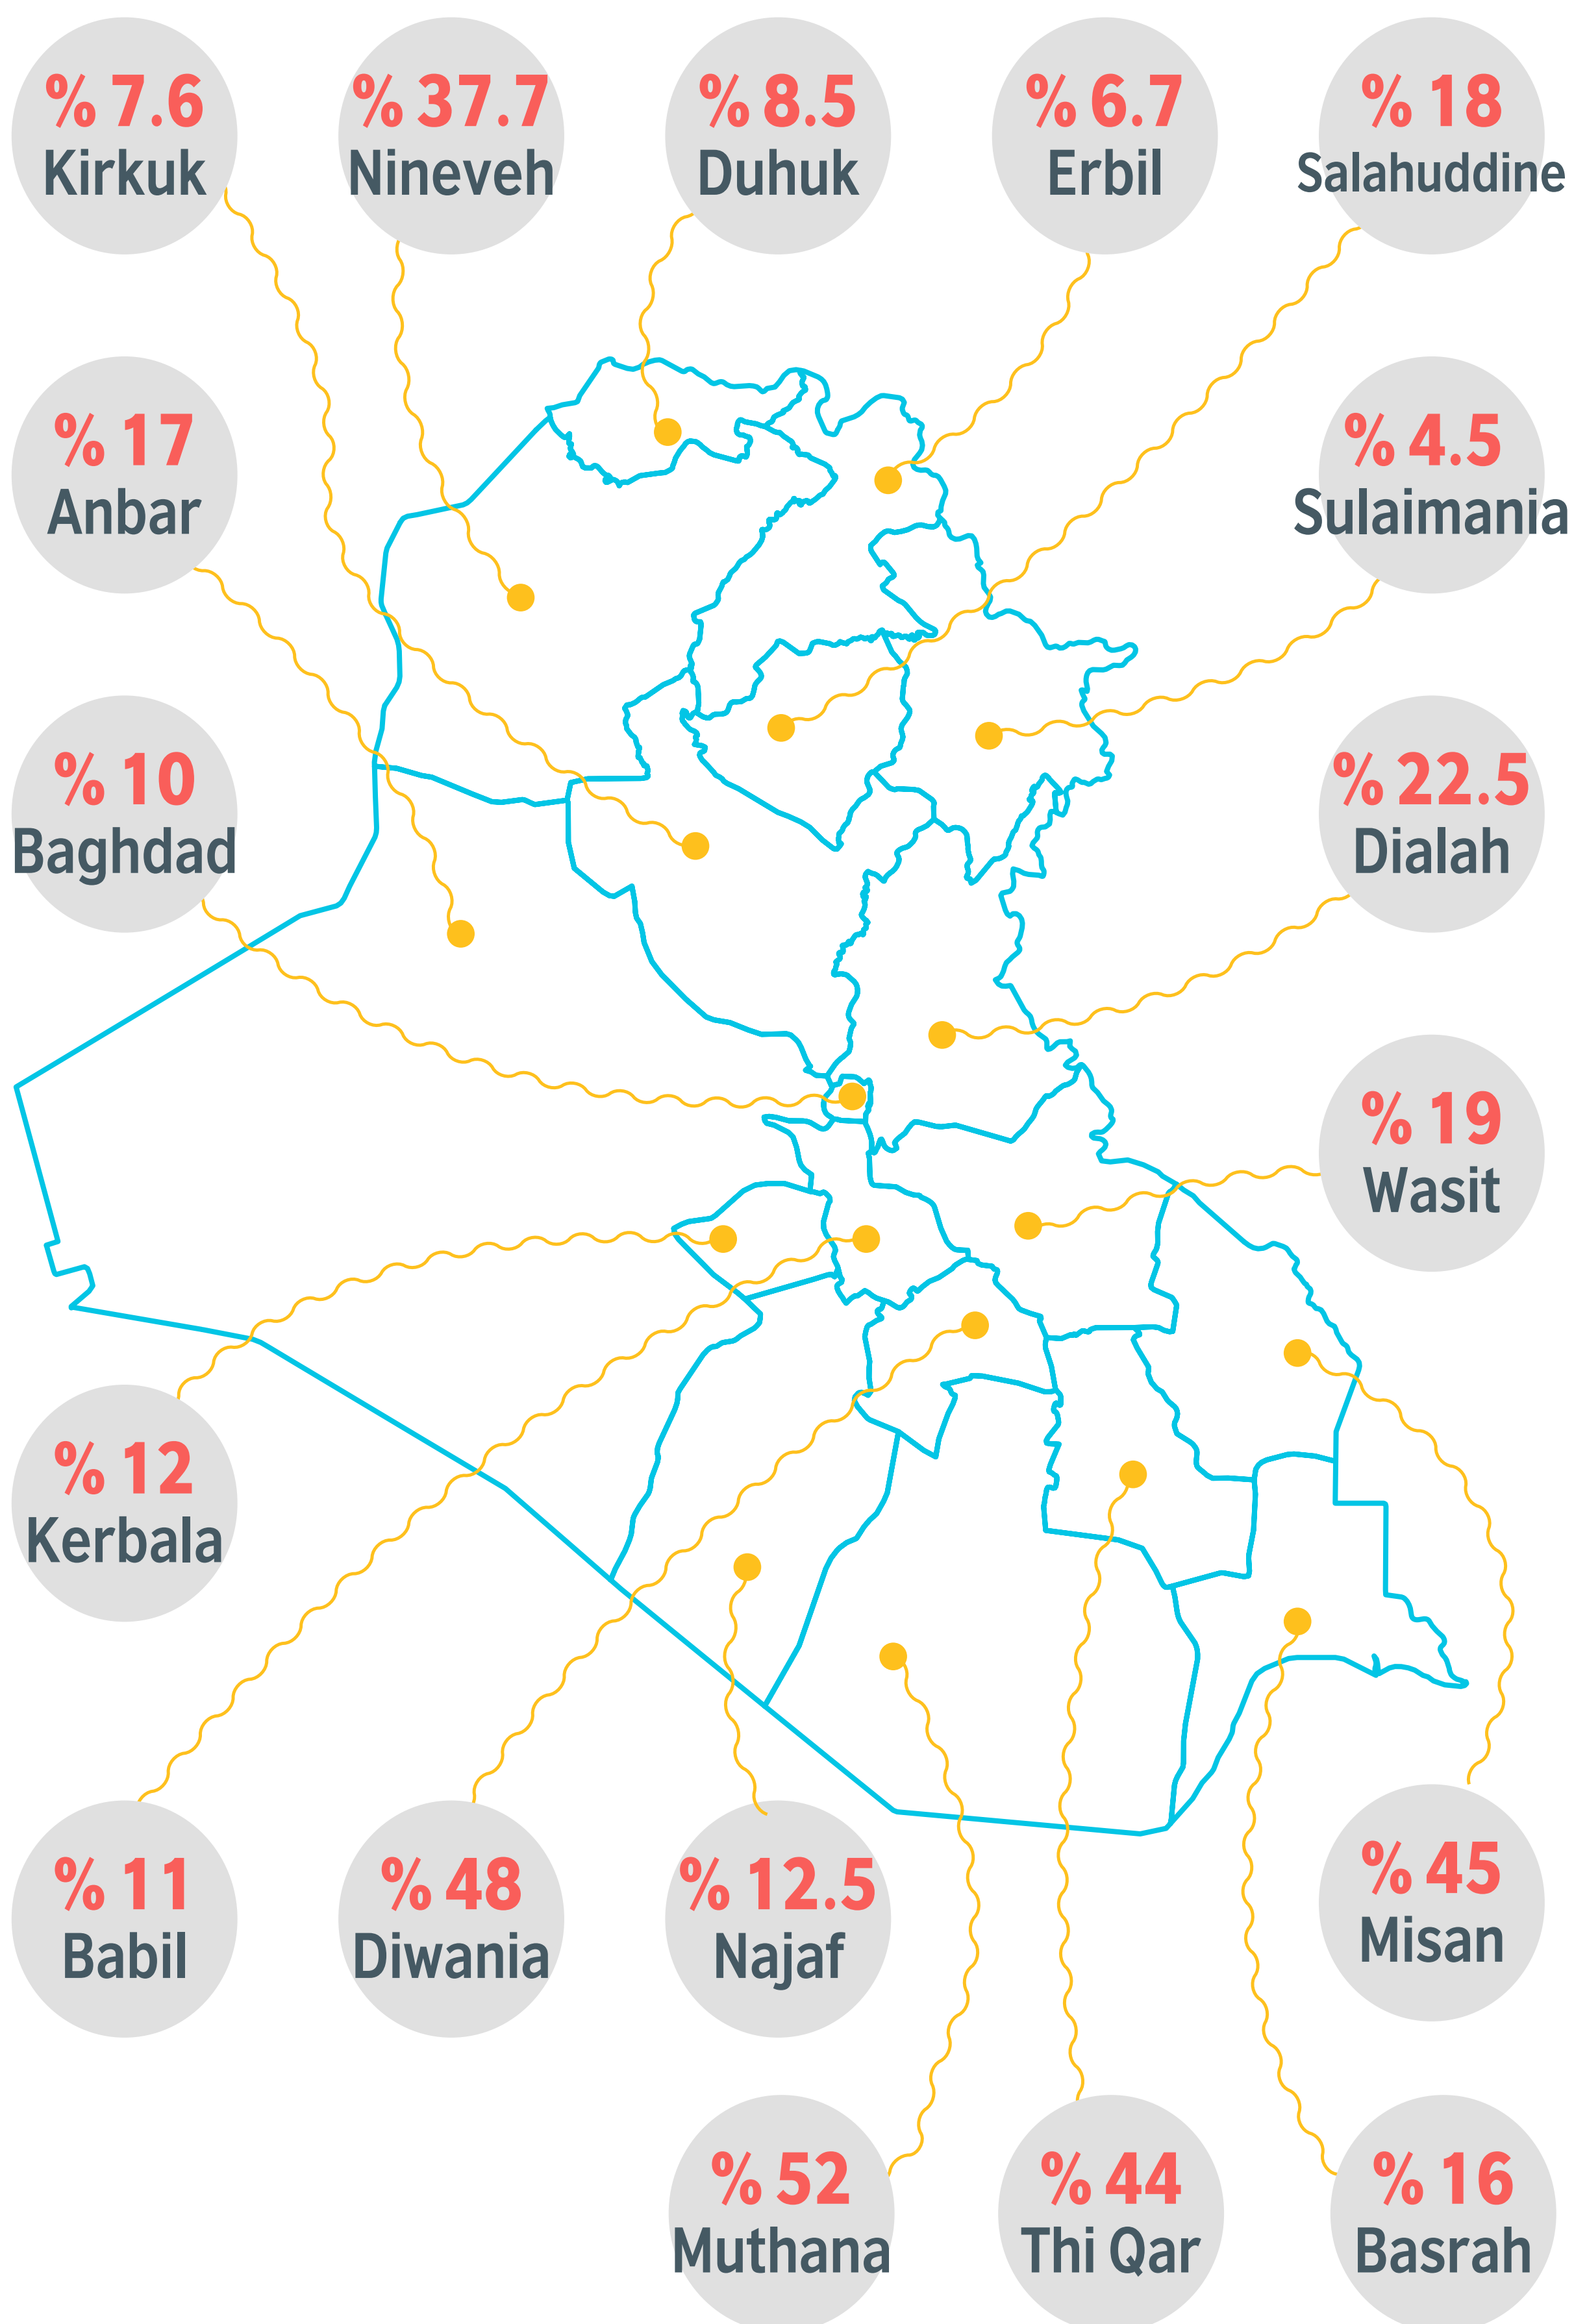 % 7.6
Kirkuk
% 37.7
Nineveh
% 8.5
Duhuk
% 6.7
Erbil
% 18
Salahuddine
% 17
Anbar
% 4.5
Sulaimania
% 10
Baghdad
% 22.5
Dialah
% 19
Wasit
% 12
Kerbala
% 11
Babil
% 48
Diwania
% 12.5
Najaf
% 45
Misan
% 52
Muthana
% 44
Thi Qar
% 16
Basrah